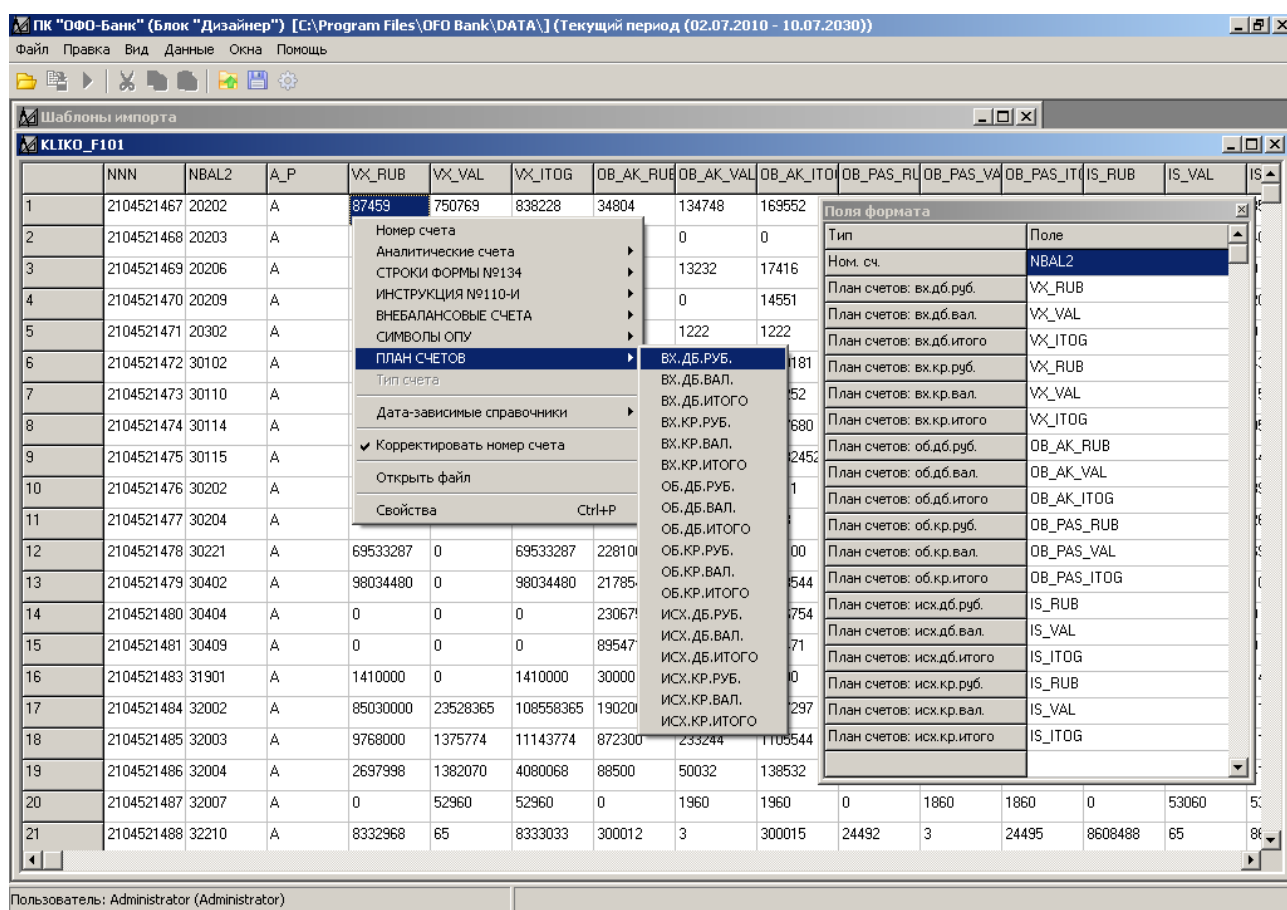 ПК "ОФО-Банк" (Блок "Дизайнер") [C:\Program Files\OFO Bank\DATA\] (Текущий период (02.07.2010 - 10.07.2030))
Файл Правка Вид Данные Окна Помощь
Шаблоны импорта
KLIKO_F101
NNN NBAL2 A_P VX_RUB VX_VAL VX_ITOG OB_AK_RUB OB_AK_VAL OB_AK_ITO OB_PAS_RU OB_PAS_VA OB_PAS_IT IS_RUB IS_VAL IS
1 2104521467 20202 A 87459 750769 838228 34804 134748 169552
2 2104521468 20203 A 0 0
3 2104521469 20206 A 13232 17416
4 2104521470 20209 A 0 14551
5 2104521471 20302 A 1222 1222
6 2104521472 30102 A
7 2104521473 30110 A
8 2104521474 30114 A
9 2104521475 30115 A
10 2104521476 30202 A
11 2104521477 30204 A
12 2104521478 30221 A 69533287 0 69533287
13 2104521479 30402 A 98034480 0 98034480
14 2104521480 30404 A 0 0 0
15 2104521481 30409 A 0 0 0
16 2104521483 31901 A 1410000 0 1410000 30000
17 2104521484 32002 A 85030000 23528365 108558365
18 2104521485 32003 A 9768000 1375774 11143774 872300 233244 1105544
19 2104521486 32004 A 2697998 1382070 4080068 88500 50032 138532
20 2104521487 32007 A 0 52960 52960 0 1960 1960 0 1860 1860 0 53060
21 2104521488 32210 A 8332968 65 8333033 300012 3 300015 24492 3 24495 8608488 65
Номер счета
Аналитические счета
СТРОКИ ФОРМЫ №134
ИНСТРУКЦИЯ №110-И
ВНЕБАЛАНСОВЫЕ СЧЕТА
СИМВОЛЫ ОПУ
ПЛАН СЧЕТОВ
Тип счета
Дата-зависимые справочники
Корректировать номер счета
Открыть файл
Свойства Ctrl+P
ВХ.ДБ.РУБ.
ВХ.ДБ.ВАЛ.
ВХ.ДБ.ИТОГО
ВХ.КР.РУБ.
ВХ.КР.ВАЛ.
ВХ.КР.ИТОГО
ОБ.ДБ.РУБ.
ОБ.ДБ.ВАЛ.
ОБ.ДБ.ИТОГО
ОБ.КР.РУБ.
ОБ.КР.ВАЛ.
ОБ.КР.ИТОГО
ИСХ.ДБ.РУБ.
ИСХ.ДБ.ВАЛ.
ИСХ.ДБ.ИТОГО
ИСХ.КР.РУБ.
ИСХ.КР.ВАЛ.
ИСХ.КР.ИТОГО
Поля формата
Тип Поле
Ном. сч. NBAL2
План счетов: вх.дб.руб. VX_RUB
План счетов: вх.дб.вал. VX_VAL
План счетов: вх.дб.итого VX_ITOG
План счетов: вх.кр.руб. VX_RUB
План счетов: вх.кр.вал. VX_VAL
План счетов: вх.кр.итого VX_ITOG
План счетов: об.дб.руб. OB_AK_RUB
План счетов: об.дб.вал. OB_AK_VAL
План счетов: об.дб.итого OB_AK_ITOG
План счетов: об.кр.руб. OB_PAS_RUB
План счетов: об.кр.вал. OB_PAS_VAL
План счетов: об.кр.итого OB_PAS_ITOG
План счетов: исх.дб.руб. IS_RUB
План счетов: исх.дб.вал. IS_VAL
План счетов: исх.дб.итого IS_ITOG
План счетов: исх.кр.руб. IS_RUB
План счетов: исх.кр.вал. IS_VAL
План счетов: исх.кр.итого IS_ITOG
Пользователь: Administrator (Administrator)